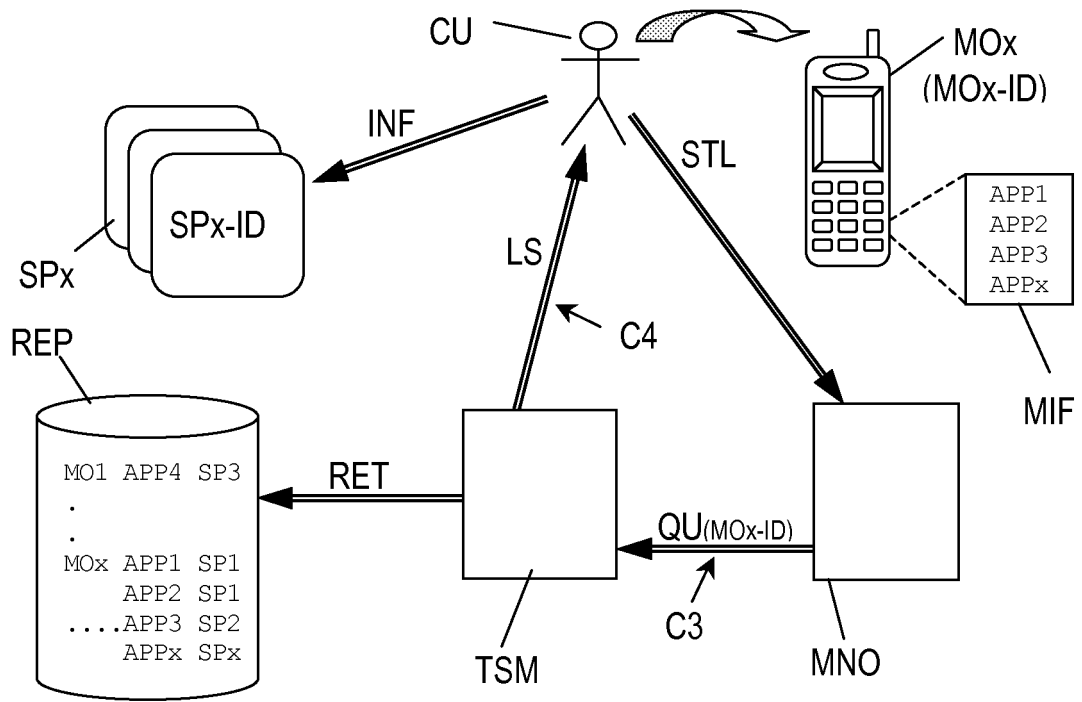 CU
MOx
(MOx-ID)
INF
STL
APP1
APP2
APP3
APPx
SPx-ID
SPx
LS
C4
MIF
REP
MO1 APP4 SP3
.
.
MOx APP1 SP1
APP2 SP1
....APP3 SP2
APPx SPx
RET
QU(MOx-ID)
C3
TSM
MNO